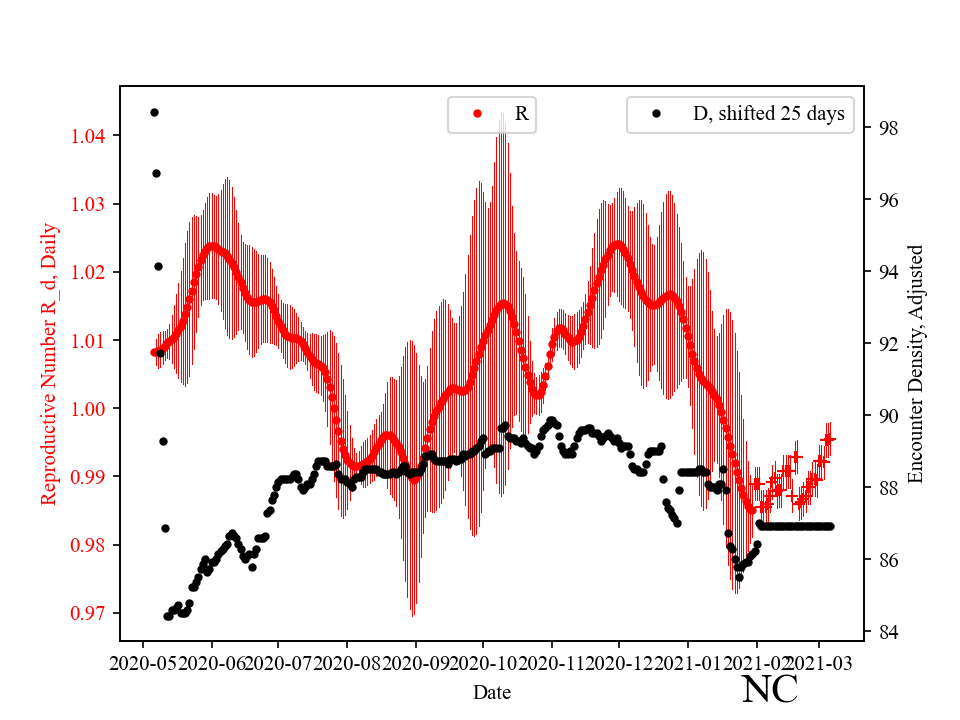 R
D, shifted 25 days
1.04
1.03
1.02
1.01
1.00
0.99
0.98
0.97
Reproductive Number R_d, Daily
98
96
94
92
90
88
86
84
Encounter Density, Adjusted
2020-05 2020-06 2020-07 2020-08 2020-09 2020-10 2020-11 2020-12 2021-01 2021-02 2021-03
Date
NC